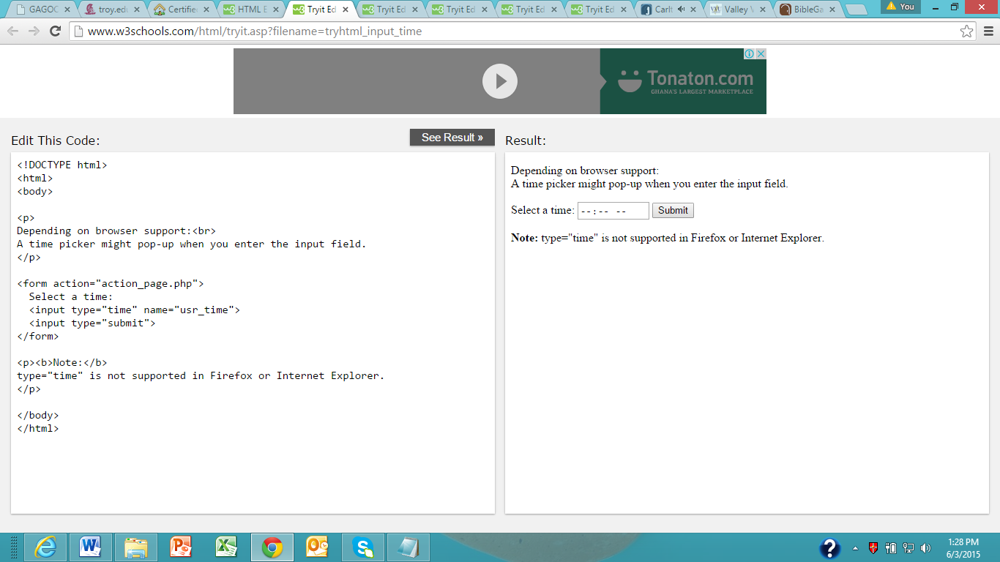 GAGOC
troy.ed
Certifie
HTML E
Tryit Ed
Tryit Ed
Tryit Ed
Tryit Ed
Tryit Ed
Carlt
Valley V
BibleGa
You
www.w3schools.com/html/tryit.asp?filename=tryhtml_input_time
Tonaton.com
GHANA'S LARGEST MARKETPLACE
Edit This Code:
See Result »
<!DOCTYPE html>
<html>
<body>
<p>
Depending on browser support:<br>
A time picker might pop-up when you enter the input field.
</p>
<form action="action_page.php">
Select a time:
<input type="time" name="usr_time">
<input type="submit">
</form>
<p><b>Note:</b>
type="time" is not supported in Firefox or Internet Explorer.
</p>
</body>
</html>
Result:
Depending on browser support:
A time picker might pop-up when you enter the input field.
Select a time: --:-- -- Submit
Note: type="time" is not supported in Firefox or Internet Explorer.
1:28 PM
6/3/2015